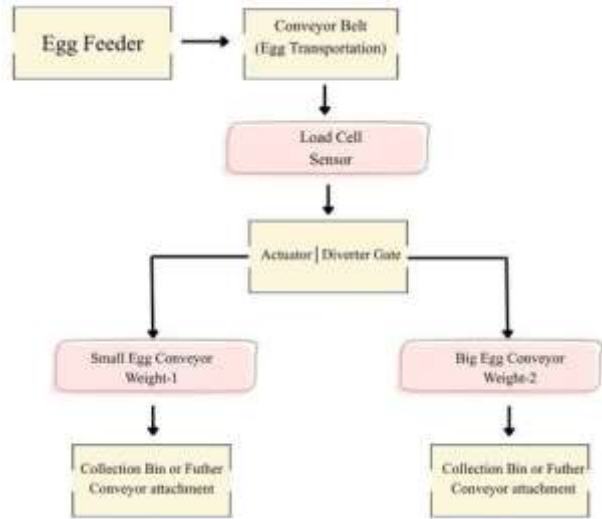 Egg Feeder
Conveyor Belt
(Egg Transportation)
Load Cell
Sensor
Actuator | Diverter Gate
Small Egg Conveyor
Weight-1
Big Egg Conveyor
Weight-2
Collection Bin or Futher
Conveyor attachment
Collection Bin or Futher
Conveyor attachment